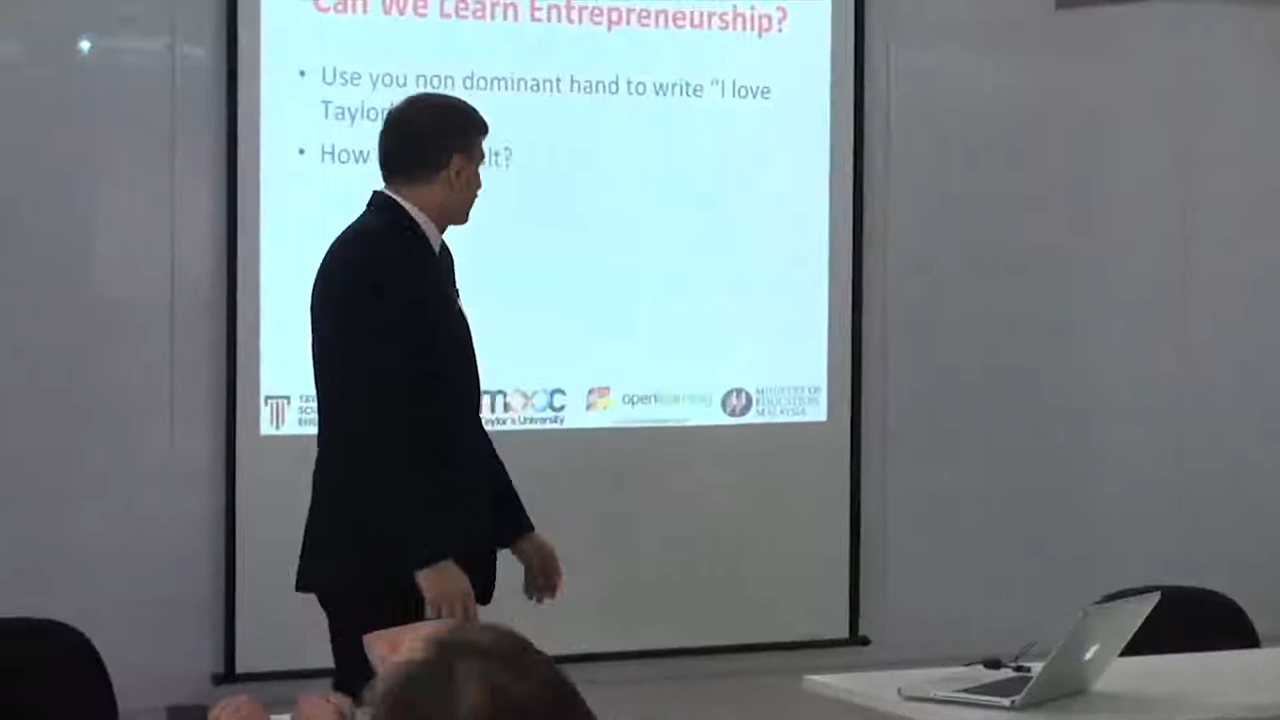 Can We Learn Entrepreneurship?
• Use you non dominant hand to write “I love
Taylor
• How lt?
mooc
Taylor's University
openlearning
MINISTRY OF
EDUCATION
MALAYSIA